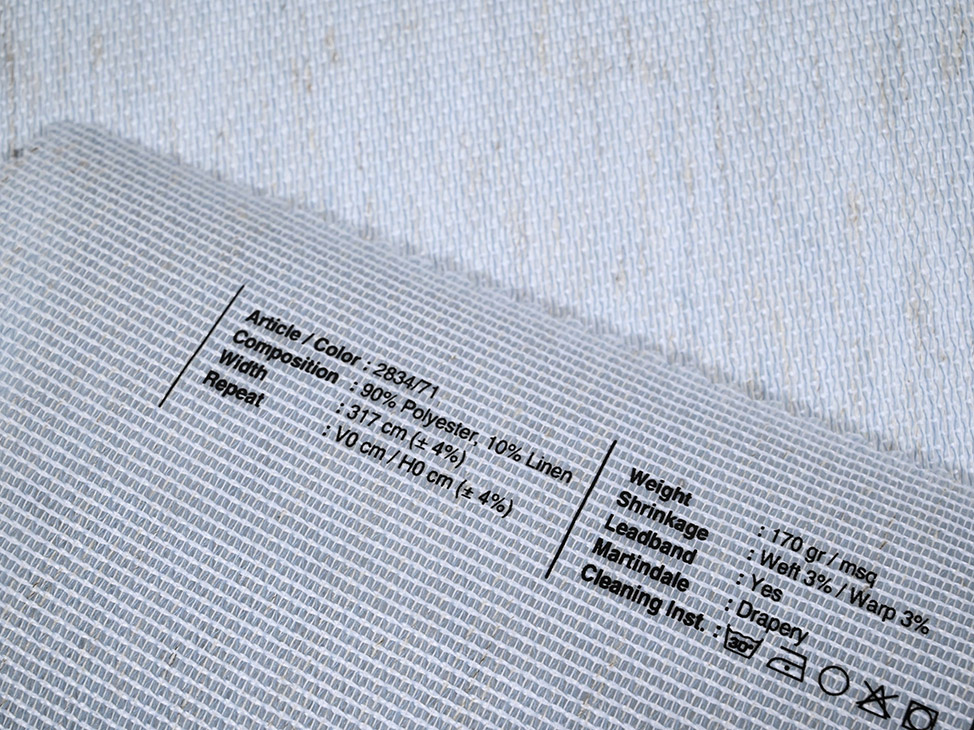 Article / Color : 2834/71
Composition : 90% Polyester, 10% Linen
Width : 317 cm (± 4%)
Repeat : V0 cm / H0 cm (± 4%)
Weight : 170 gr / msq
Shrinkage : Weft 3% / Warp 3%
Leadband : Yes
Martindale : Drapery
Cleaning Inst. : 30°